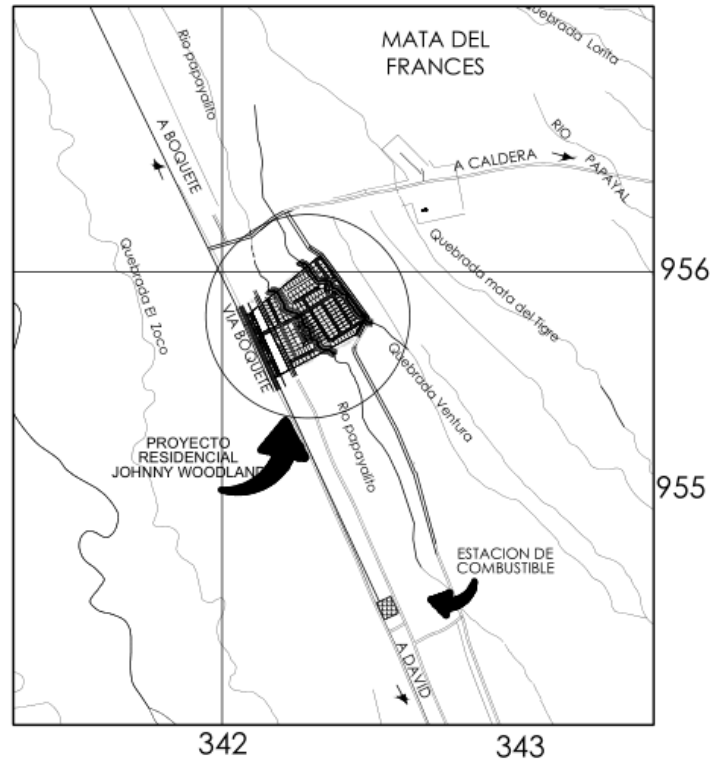 Quebrada Lorita
MATA DEL
FRANCES
Rio papayalito
A BOQUETE
RIO
PAPAYAL
A CALDERA
Quebrada El Zoco
Quebrada mata del Tigre
956
VIA BOQUETE
Quebrada Ventura
Rio papayalito
PROYECTO
RESIDENCIAL
JOHNNY WOODLAND
955
ESTACION DE
COMBUSTIBLE
A DAVID
342
343